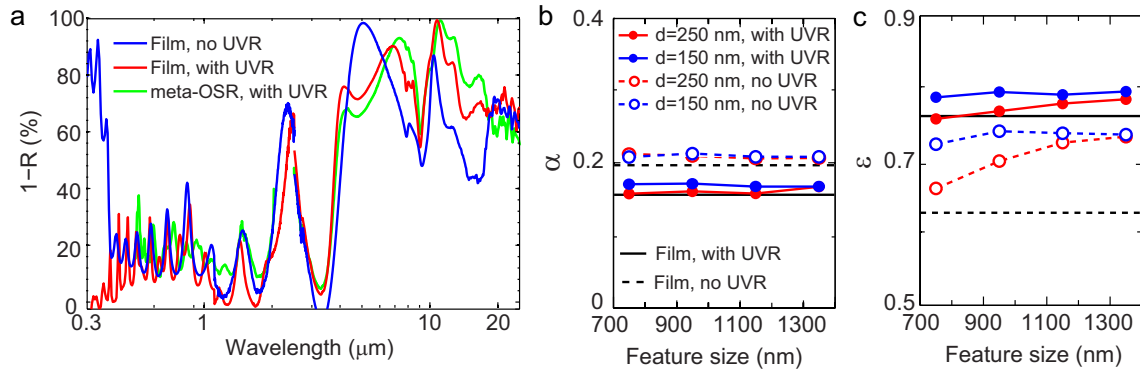 a
1−R (%)
100
80
60
40
20
0
Film, no UVR
Film, with UVR
meta-OSR, with UVR
0.3
1
10
20
Wavelength (μm)
b
α
0.4
0.2
0
d=250 nm, with UVR
d=150 nm, with UVR
d=250 nm, no UVR
d=150 nm, no UVR
Film, with UVR
Film, no UVR
700
900
1100
1300
Feature size (nm)
c
ε
0.9
0.7
0.5
700
900
1100
1300
Feature size (nm)